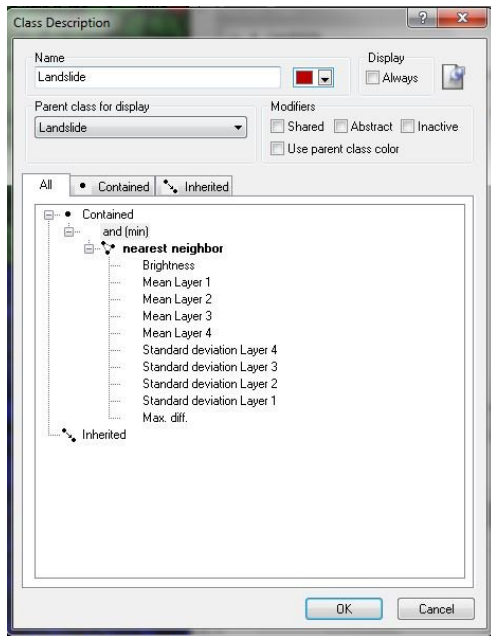 Class Description
?
X
Name
Display
Landslide
Always
Parent class for display
Modifiers
Landslide
Shared Abstract Inactive
Use parent class color
All Contained Inherited
Contained
and (min)
nearest neighbor
Brightness
Mean Layer 1
Mean Layer 2
Mean Layer 3
Mean Layer 4
Standard deviation Layer 4
Standard deviation Layer 3
Standard deviation Layer 2
Standard deviation Layer 1
Max. diff.
Inherited
OK Cancel